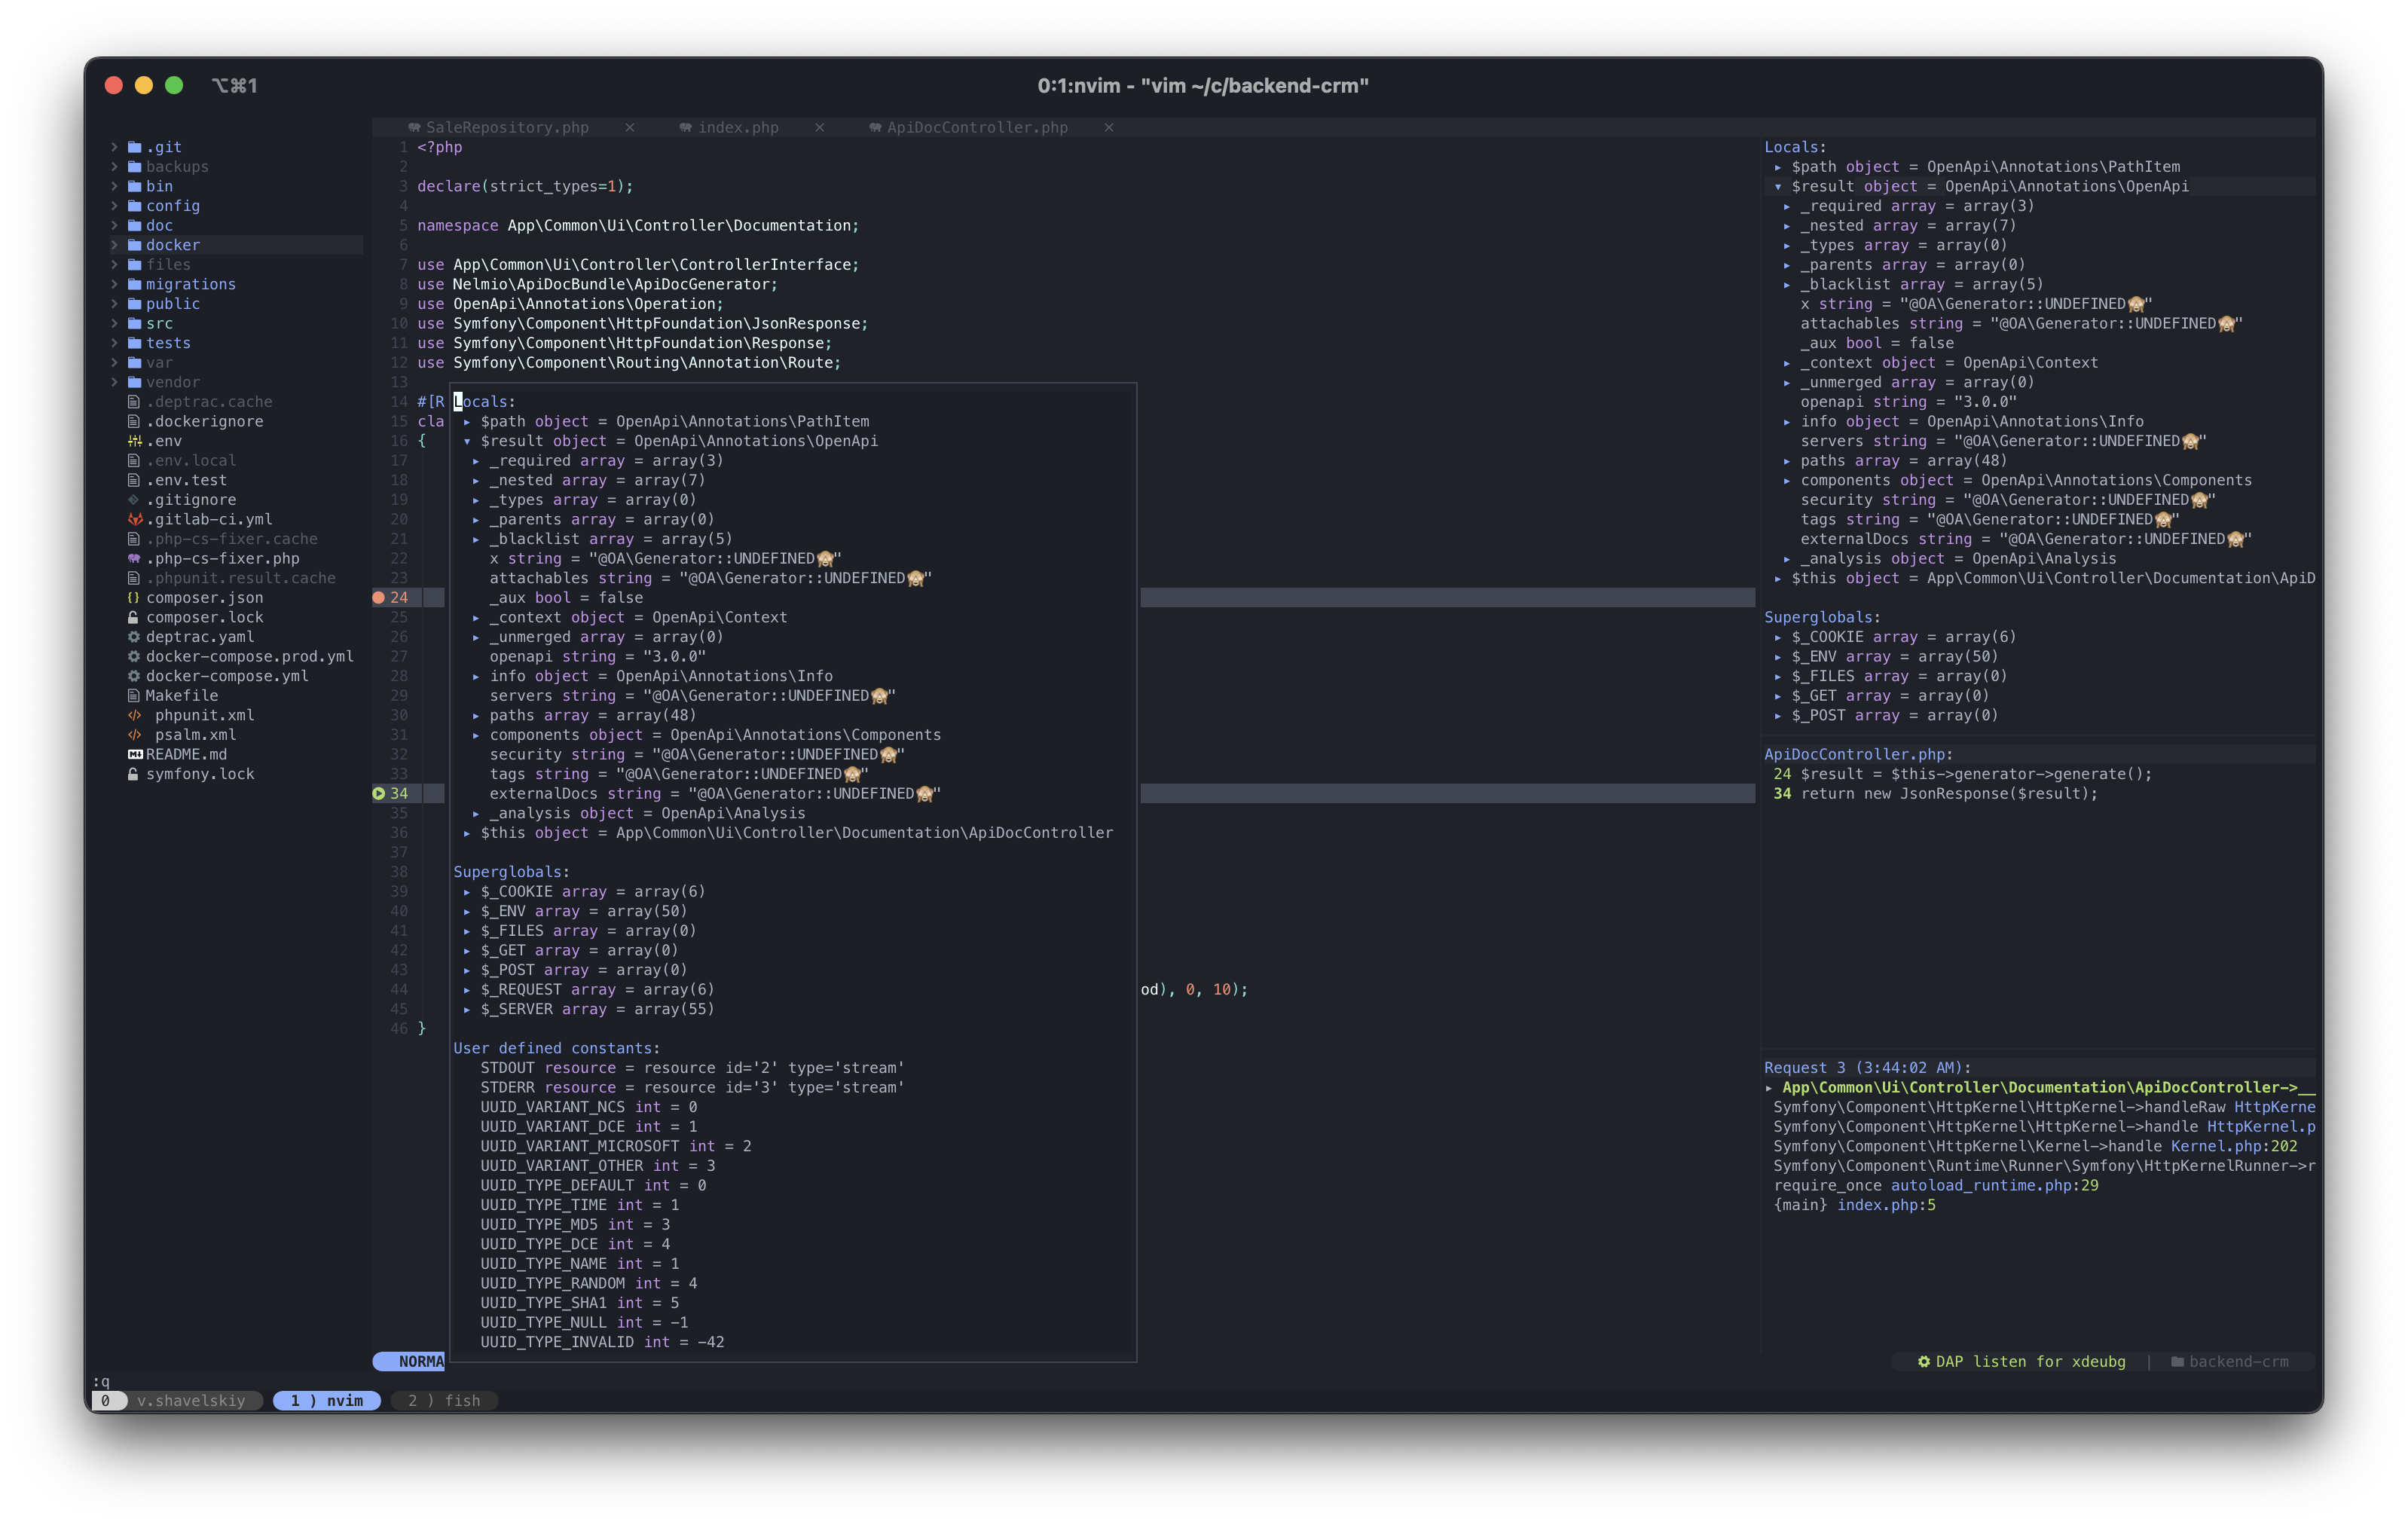 ⌥⌘1
0:1:nvim - "vim ~/c/backend-crm"
SaleRepository.php ×
index.php ×
ApiDocController.php ×
.git
backups
bin
config
doc
docker
files
migrations
public
src
tests
var
vendor
.deptrac.cache
.dockerignore
.env
.env.local
.env.test
.gitignore
.gitlab-ci.yml
.php-cs-fixer.cache
.php-cs-fixer.php
.phpunit.result.cache
composer.json
composer.lock
deptrac.yaml
docker-compose.prod.yml
docker-compose.yml
Makefile
phpunit.xml
psalm.xml
README.md
symfony.lock
1 <?php
2
3 declare(strict_types=1);
4
5 namespace App\Common\Ui\Controller\Documentation;
6
7 use App\Common\Ui\Controller\ControllerInterface;
8 use Nelmio\ApiDocBundle\ApiDocGenerator;
9 use OpenApi\Annotations\Operation;
10 use Symfony\Component\HttpFoundation\JsonResponse;
11 use Symfony\Component\HttpFoundation\Response;
12 use Symfony\Component\Routing\Annotation\Route;
13
14 #[R
15 cla
16 {
17
18
19
20
21
22
23
24
25
26
27
28
29
30
31
32
33
34
35
36
37
38
39
40
41
42
43
44 od), 0, 10);
45
46 }
Locals:
▸ $path object = OpenApi\Annotations\PathItem
▾ $result object = OpenApi\Annotations\OpenApi
▸ _required array = array(3)
▸ _nested array = array(7)
▸ _types array = array(0)
▸ _parents array = array(0)
▸ _blacklist array = array(5)
x string = "@OA\Generator::UNDEFINED🙈"
attachables string = "@OA\Generator::UNDEFINED🙈"
_aux bool = false
▸ _context object = OpenApi\Context
▸ _unmerged array = array(0)
openapi string = "3.0.0"
▸ info object = OpenApi\Annotations\Info
servers string = "@OA\Generator::UNDEFINED🙈"
▸ paths array = array(48)
▸ components object = OpenApi\Annotations\Components
security string = "@OA\Generator::UNDEFINED🙈"
tags string = "@OA\Generator::UNDEFINED🙈"
externalDocs string = "@OA\Generator::UNDEFINED🙈"
▸ _analysis object = OpenApi\Analysis
▸ $this object = App\Common\Ui\Controller\Documentation\ApiDocController
Superglobals:
▸ $_COOKIE array = array(6)
▸ $_ENV array = array(50)
▸ $_FILES array = array(0)
▸ $_GET array = array(0)
▸ $_POST array = array(0)
▸ $_REQUEST array = array(6)
▸ $_SERVER array = array(55)
User defined constants:
STDOUT resource = resource id='2' type='stream'
STDERR resource = resource id='3' type='stream'
UUID_VARIANT_NCS int = 0
UUID_VARIANT_DCE int = 1
UUID_VARIANT_MICROSOFT int = 2
UUID_VARIANT_OTHER int = 3
UUID_TYPE_DEFAULT int = 0
UUID_TYPE_TIME int = 1
UUID_TYPE_MD5 int = 3
UUID_TYPE_DCE int = 4
UUID_TYPE_NAME int = 1
UUID_TYPE_RANDOM int = 4
UUID_TYPE_SHA1 int = 5
UUID_TYPE_NULL int = -1
UUID_TYPE_INVALID int = -42
Locals:
▸ $path object = OpenApi\Annotations\PathItem
▾ $result object = OpenApi\Annotations\OpenApi
▸ _required array = array(3)
▸ _nested array = array(7)
▸ _types array = array(0)
▸ _parents array = array(0)
▸ _blacklist array = array(5)
x string = "@OA\Generator::UNDEFINED🙈"
attachables string = "@OA\Generator::UNDEFINED🙈"
_aux bool = false
▸ _context object = OpenApi\Context
▸ _unmerged array = array(0)
openapi string = "3.0.0"
▸ info object = OpenApi\Annotations\Info
servers string = "@OA\Generator::UNDEFINED🙈"
▸ paths array = array(48)
▸ components object = OpenApi\Annotations\Components
security string = "@OA\Generator::UNDEFINED🙈"
tags string = "@OA\Generator::UNDEFINED🙈"
externalDocs string = "@OA\Generator::UNDEFINED🙈"
▸ _analysis object = OpenApi\Analysis
▸ $this object = App\Common\Ui\Controller\Documentation\ApiD
Superglobals:
▸ $_COOKIE array = array(6)
▸ $_ENV array = array(50)
▸ $_FILES array = array(0)
▸ $_GET array = array(0)
▸ $_POST array = array(0)
ApiDocController.php:
24 $result = $this->generator->generate();
34 return new JsonResponse($result);
Request 3 (3:44:02 AM):
▸ App\Common\Ui\Controller\Documentation\ApiDocController->__
Symfony\Component\HttpKernel\HttpKernel->handleRaw HttpKerne
Symfony\Component\HttpKernel\HttpKernel->handle HttpKernel.p
Symfony\Component\HttpKernel\Kernel->handle Kernel.php:202
Symfony\Component\Runtime\Runner\Symfony\HttpKernelRunner->r
require_once autoload_runtime.php:29
{main} index.php:5
NORMA
DAP listen for xdeubg | backend-crm
:q
0 v.shavelskiy 1 ) nvim 2 ) fish